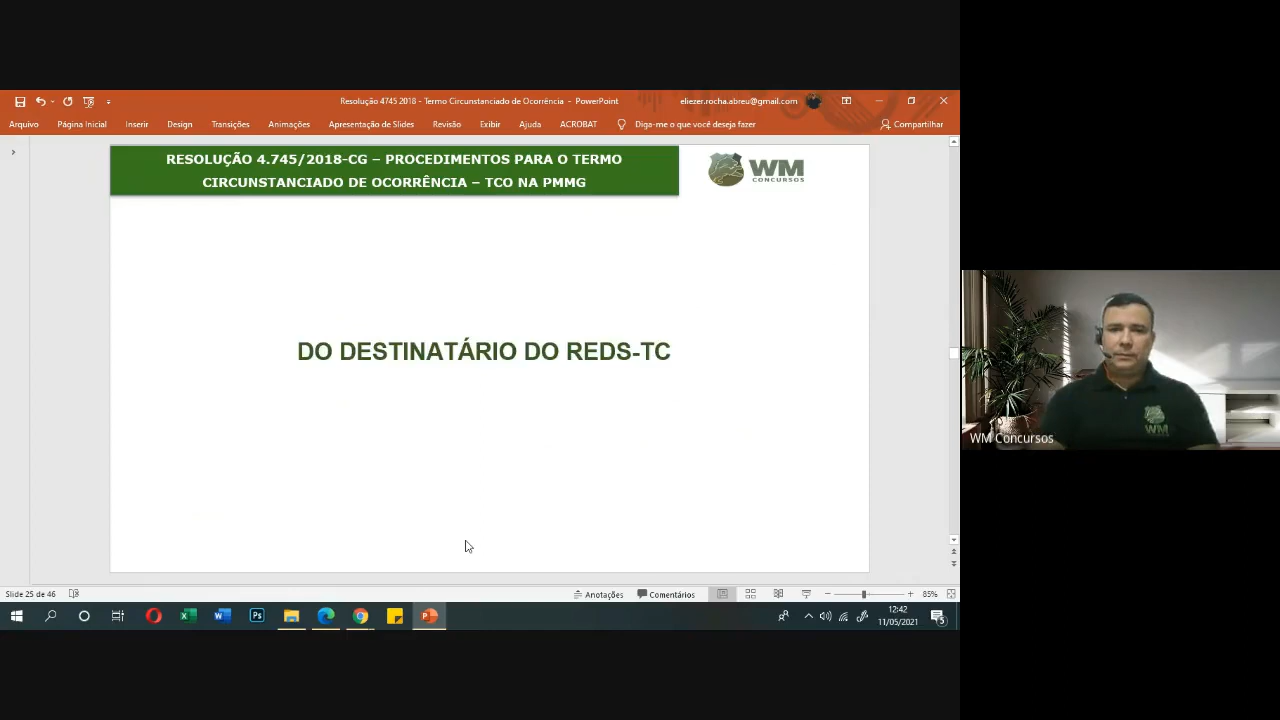 Resolução 4745 2018 - Termo Circunstanciado de Ocorrência - PowerPoint
eliezer.rocha.abreu@gmail.com
Arquivo Página Inicial Inserir Design Transições Animações Apresentação de Slides Revisão Exibir Ajuda ACROBAT Diga-me o que você deseja fazer Compartilhar
RESOLUÇÃO 4.745/2018-CG – PROCEDIMENTOS PARA O TERMO
CIRCUNSTANCIADO DE OCORRÊNCIA – TCO NA PMMG
WM
CONCURSOS
DO DESTINATÁRIO DO REDS-TC
WM
WM Concursos
Slide 25 de 46 Anotações Comentários 85%
12:42
11/05/2021
5